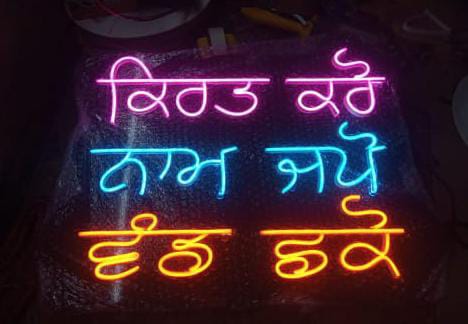 ਕਿਰਤ ਕਰੋ
ਨਾਮ ਜਪੋ
ਵੰਡ ਛਕੋ